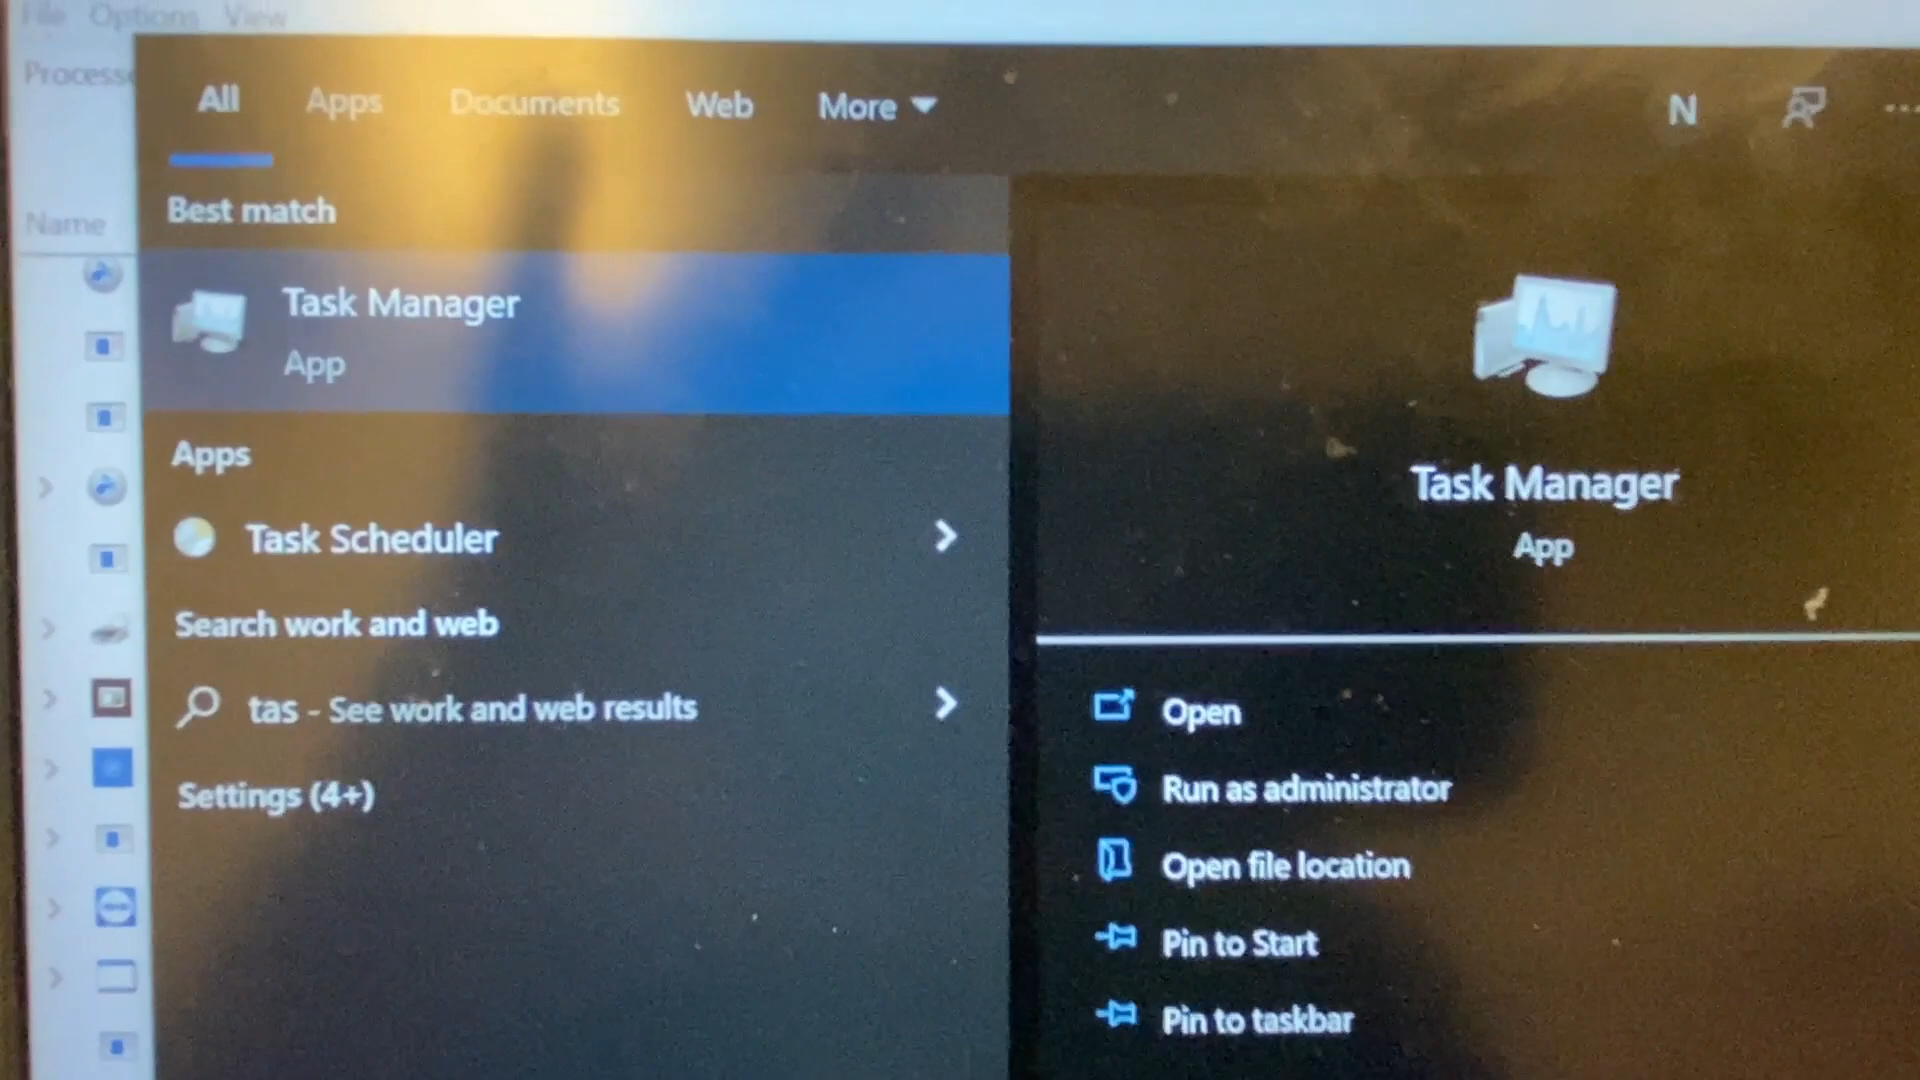 File Options View
Processe
Name
All Apps Documents Web More
N
Best match
Task Manager
App
Apps
Task Scheduler
Search work and web
tas - See work and web results
Settings (4+)
Task Manager
App
Open
Run as administrator
Open file location
Pin to Start
Pin to taskbar